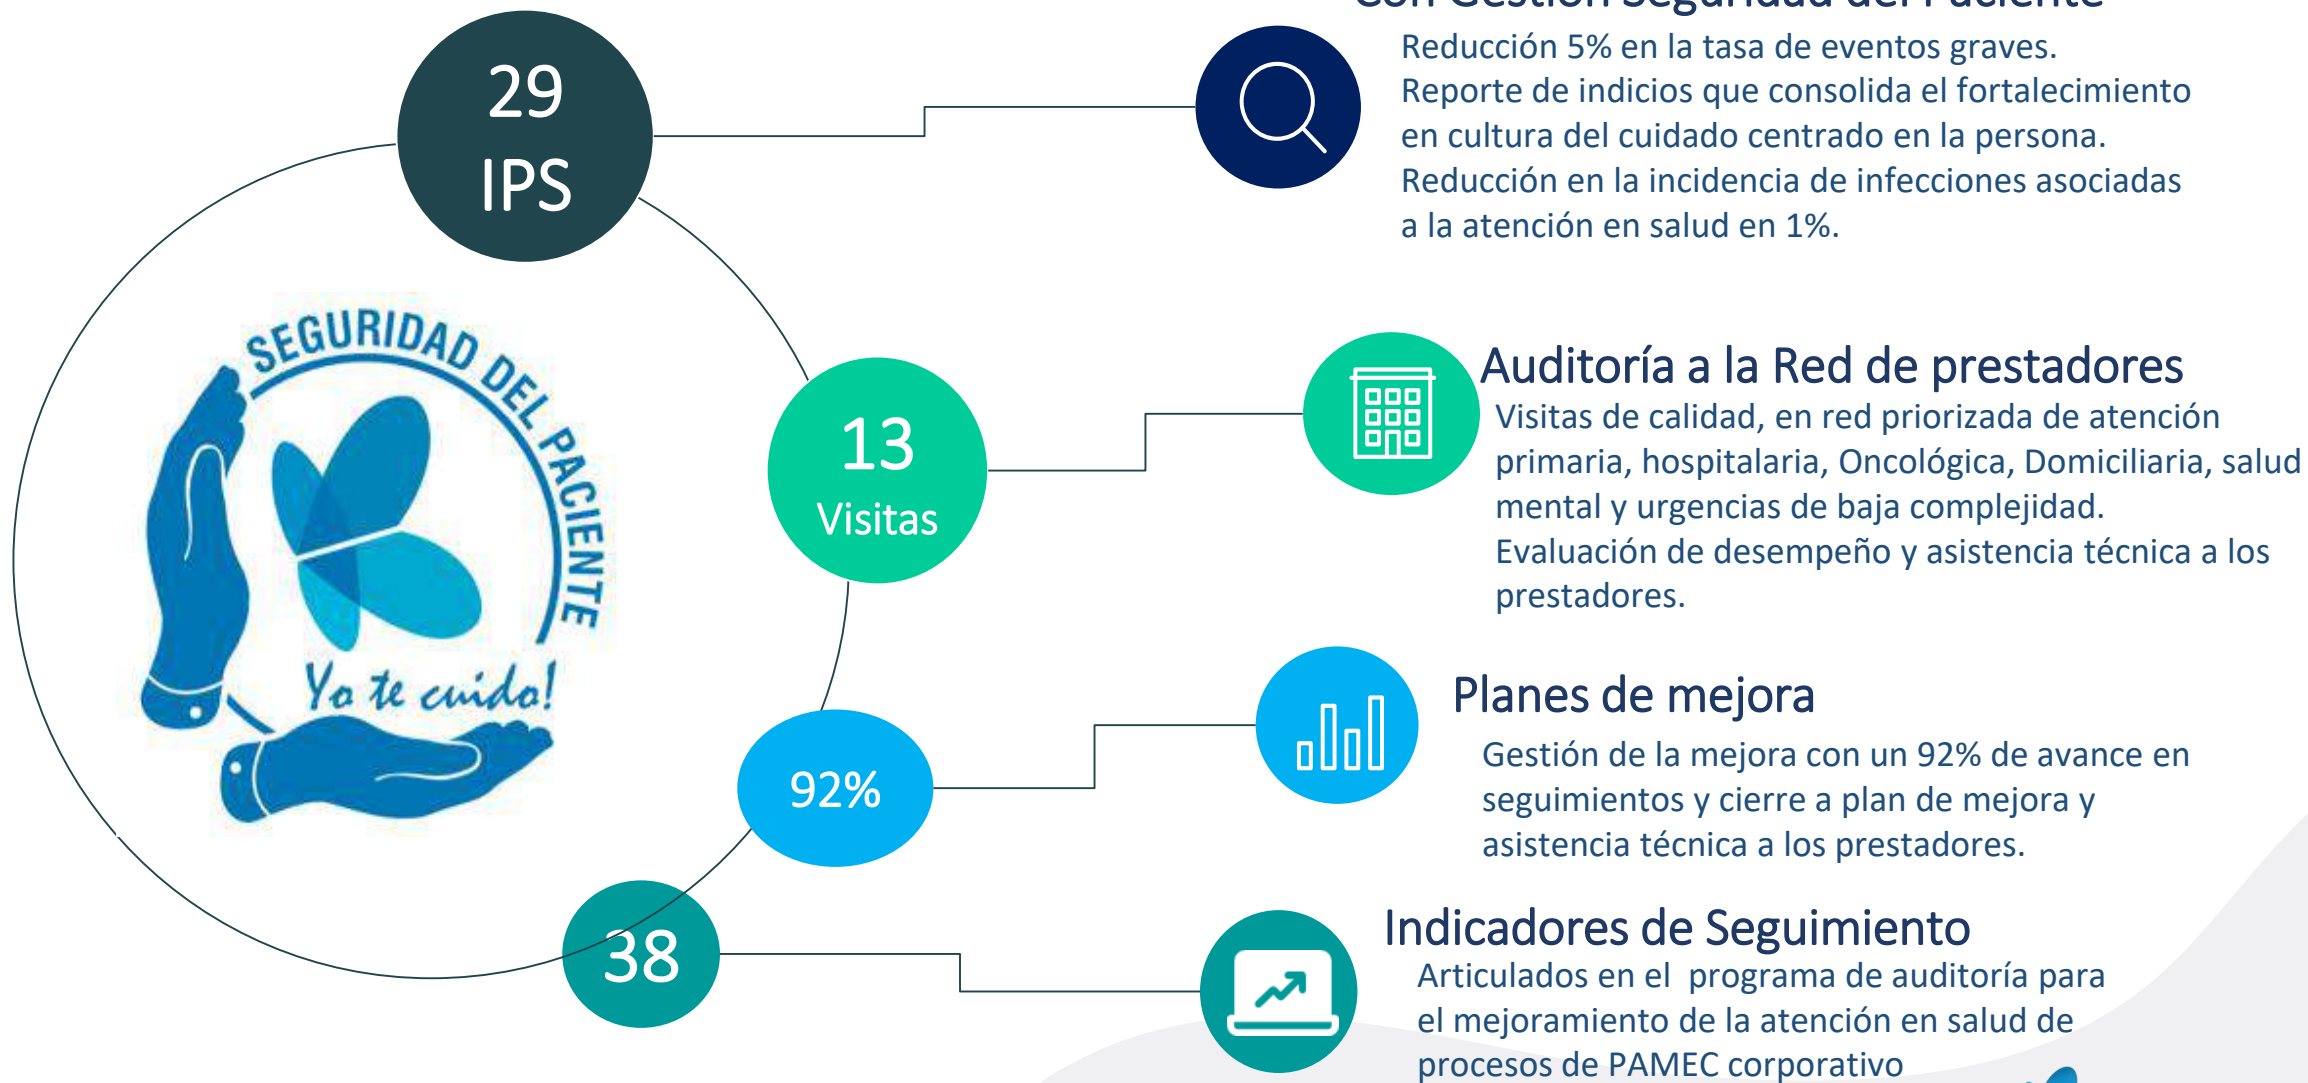 Con Gestión Seguridad del Paciente
29
IPS
Reducción 5% en la tasa de eventos graves.
Reporte de indicios que consolida el fortalecimiento
en cultura del cuidado centrado en la persona.
Reducción en la incidencia de infecciones asociadas
a la atención en salud en 1%.
SEGURIDAD DEL PACIENTE
Yo te cuido!
13
Visitas
Auditoría a la Red de prestadores
Visitas de calidad, en red priorizada de atención
primaria, hospitalaria, Oncológica, Domiciliaria, salud
mental y urgencias de baja complejidad.
Evaluación de desempeño y asistencia técnica a los
prestadores.
92%
Planes de mejora
Gestión de la mejora con un 92% de avance en
seguimientos y cierre a plan de mejora y
asistencia técnica a los prestadores.
38
Indicadores de Seguimiento
Articulados en el  programa de auditoría para
el mejoramiento de la atención en salud de
procesos de PAMEC corporativo